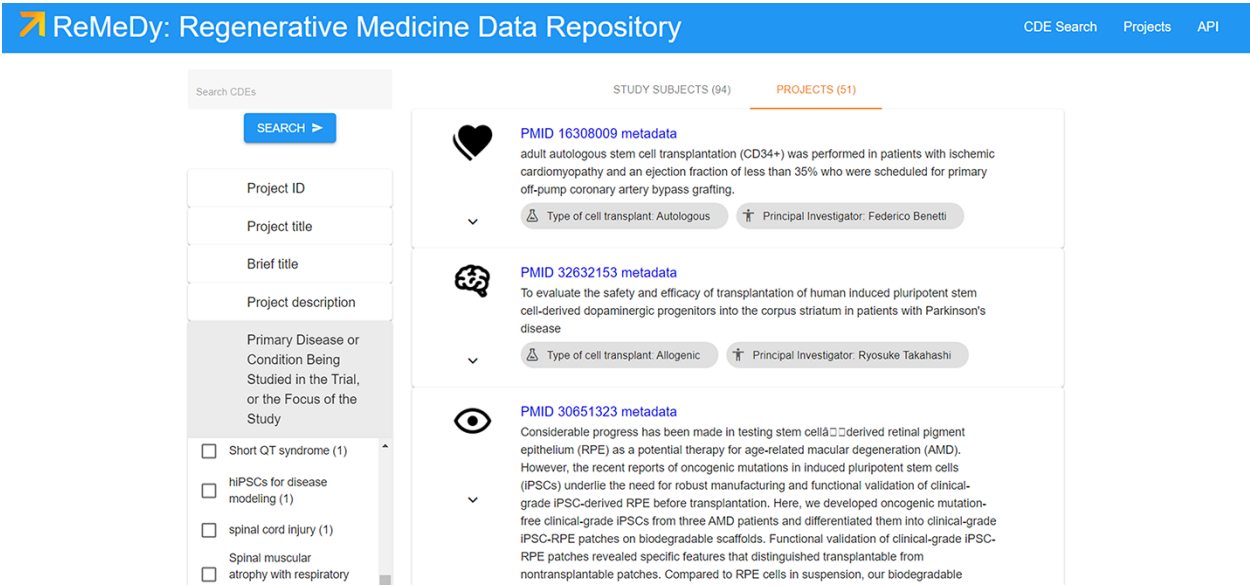 ReMeDy: Regenerative Medicine Data Repository
CDE Search
Projects
API
Search CDEs
SEARCH
Project ID
Project title
Brief title
Project description
Primary Disease or
Condition Being
Studied in the Trial,
or the Focus of the
Study
Short QT syndrome (1)
hiPSCs for disease
modeling (1)
spinal cord injury (1)
Spinal muscular
atrophy with respiratory
STUDY SUBJECTS (94)
PROJECTS (51)
PMID 16308009 metadata
adult autologous stem cell transplantation (CD34+) was performed in patients with ischemic
cardiomyopathy and an ejection fraction of less than 35% who were scheduled for primary
off-pump coronary artery bypass grafting.
Type of cell transplant: Autologous
Principal Investigator: Federico Benetti
PMID 32632153 metadata
To evaluate the safety and efficacy of transplantation of human induced pluripotent stem
cell-derived dopaminergic progenitors into the corpus striatum in patients with Parkinson's
disease
Type of cell transplant: Allogenic
Principal Investigator: Ryosuke Takahashi
PMID 30651323 metadata
Considerable progress has been made in testing stem cellâ□□derived retinal pigment
epithelium (RPE) as a potential therapy for age-related macular degeneration (AMD).
However, the recent reports of oncogenic mutations in induced pluripotent stem cells
(iPSCs) underlie the need for robust manufacturing and functional validation of clinical-
grade iPSC-derived RPE before transplantation. Here, we developed oncogenic mutation-
free clinical-grade iPSCs from three AMD patients and differentiated them into clinical-grade
iPSC-RPE patches on biodegradable scaffolds. Functional validation of clinical-grade iPSC-
RPE patches revealed specific features that distinguished transplantable from
nontransplantable patches. Compared to RPE cells in suspension, our biodegradable